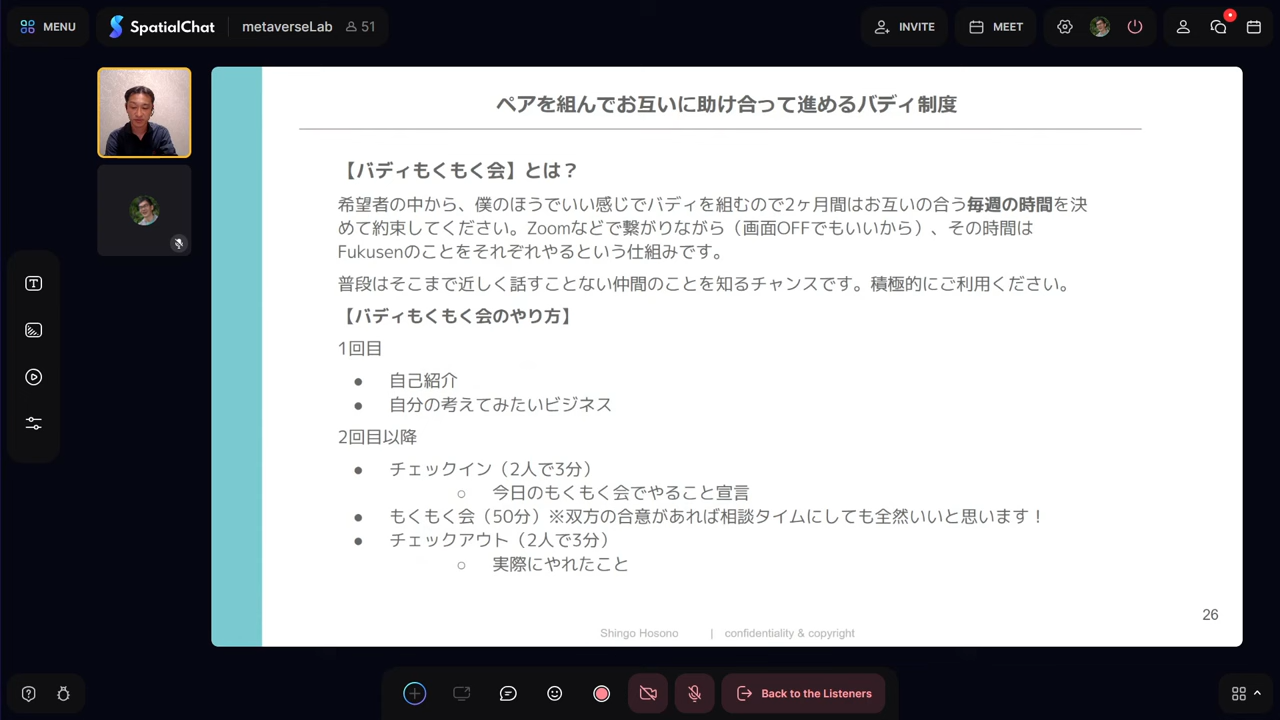 MENU
SpatialChat
metaverseLab
51
INVITE
MEET
ペアを組んでお互いに助け合って進めるバディ制度
【バディもくもく会】とは？
希望者の中から、僕のほうでいい感じでバディを組むので2ヶ月間はお互いの合う毎週の時間を決
めて約束してください。Zoomなどで繋がりながら（画面OFFでもいいから）、その時間は
Fukusenのことをそれぞれやるという仕組みです。
普段はそこまで近しく話すことない仲間のことを知るチャンスです。積極的にご利用ください。
【バディもくもく会のやり方】
1回目
● 自己紹介
● 自分の考えてみたいビジネス
2回目以降
● チェックイン（2人で3分）
○ 今日のもくもく会でやること宣言
● もくもく会（50分）※双方の合意があれば相談タイムにしても全然いいと思います！
● チェックアウト（2人で3分）
○ 実際にやれたこと
26
Shingo Hosono | confidentiality & copyright
Back to the Listeners